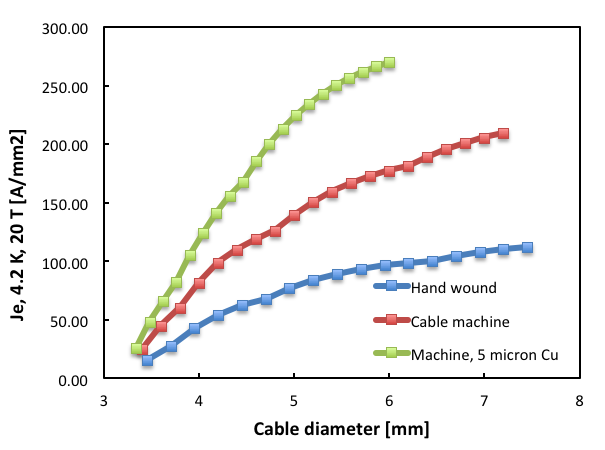 300.00
250.00
200.00
150.00
100.00
50.00
0.00
Je, 4.2 K, 20 T [A/mm2]
Hand wound
Cable machine
Machine, 5 micron Cu
3 4 5 6 7 8
Cable diameter [mm]